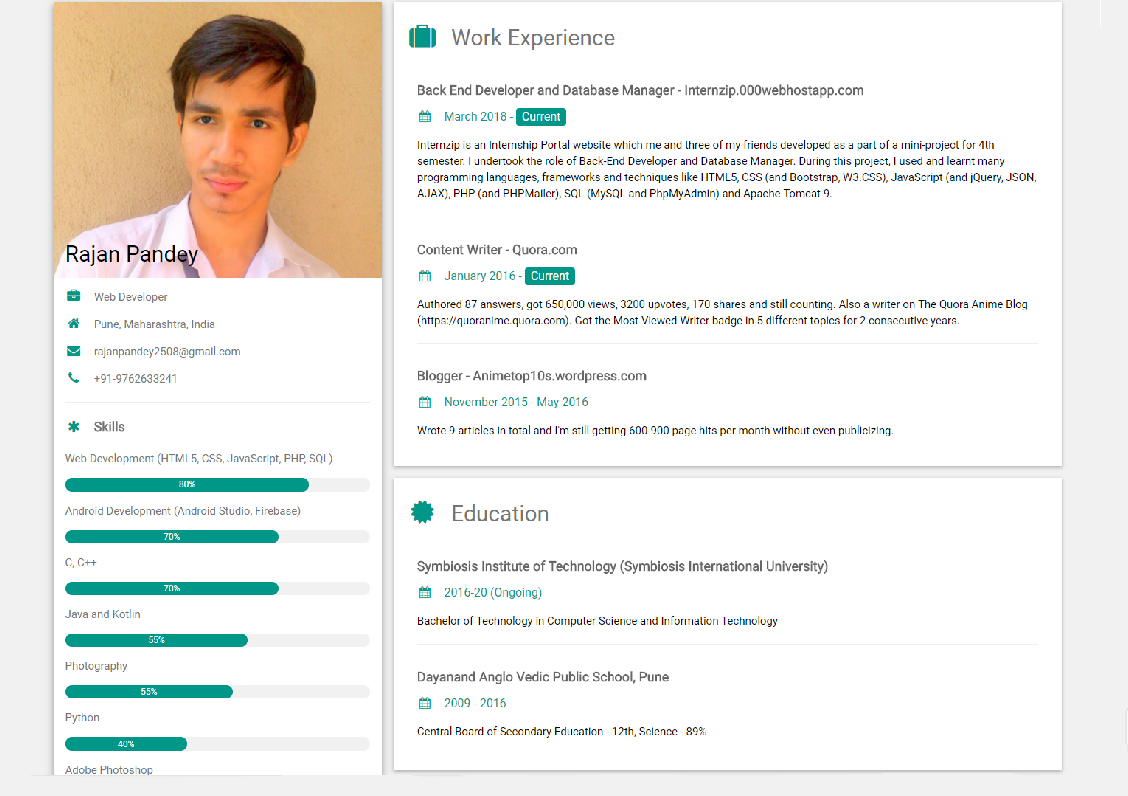 Rajan Pandey
Web Developer
Pune, Maharashtra, India
rajanpandey2508@gmail.com
+91-9762633241
Skills
Web Development (HTML5, CSS, JavaScript, PHP, SQL)
80%
Android Development (Android Studio, Firebase)
70%
C, C++
70%
Java and Kotlin
55%
Photography
55%
Python
40%
Adobe Photoshop
Work Experience
Back End Developer and Database Manager - Internzip.000webhostapp.com
March 2018 - Current
Internzip is an Internship Portal website which me and three of my friends developed as a part of a mini-project for 4th
semester. I undertook the role of Back-End Developer and Database Manager. During this project, I used and learnt many
programming languages, frameworks and techniques like HTML5, CSS (and Bootstrap, W3.CSS), JavaScript (and jQuery, JSON,
AJAX), PHP (and PHPMailer), SQL (MySQL and PhpMyAdmin) and Apache Tomcat 9.
Content Writer - Quora.com
January 2016 - Current
Authored 87 answers, got 650,000 views, 3200 upvotes, 170 shares and still counting. Also a writer on The Quora Anime Blog
(https://quoranime.quora.com). Got the Most Viewed Writer badge in 5 different topics for 2 consecutive years.
Blogger - Animetop10s.wordpress.com
November 2015 - May 2016
Wrote 9 articles in total and I'm still getting 600-900 page hits per month without even publicizing.
Education
Symbiosis Institute of Technology (Symbiosis International University)
2016-20 (Ongoing)
Bachelor of Technology in Computer Science and Information Technology
Dayanand Anglo Vedic Public School, Pune
2009 - 2016
Central Board of Secondary Education - 12th, Science - 89%